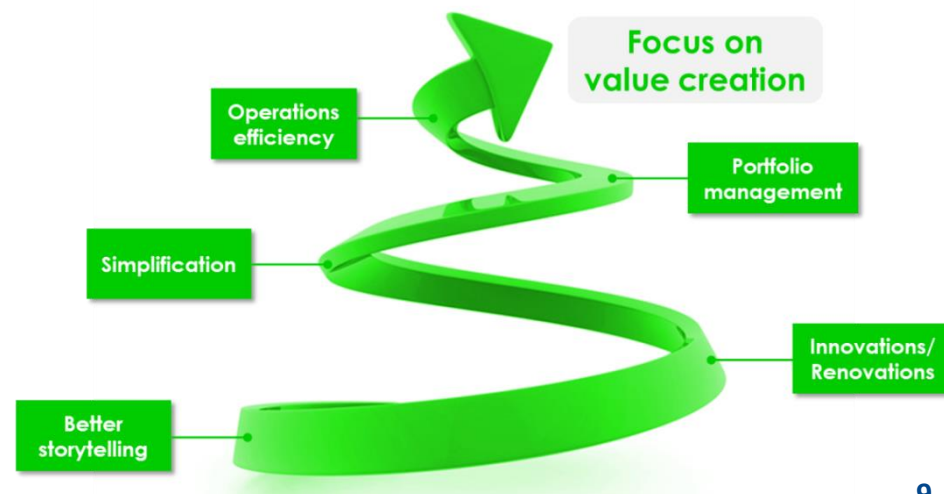 Focus on
value creation
Operations
efficiency
Portfolio
management
Simplification
Innovations/
Renovations
Better
storytelling
9